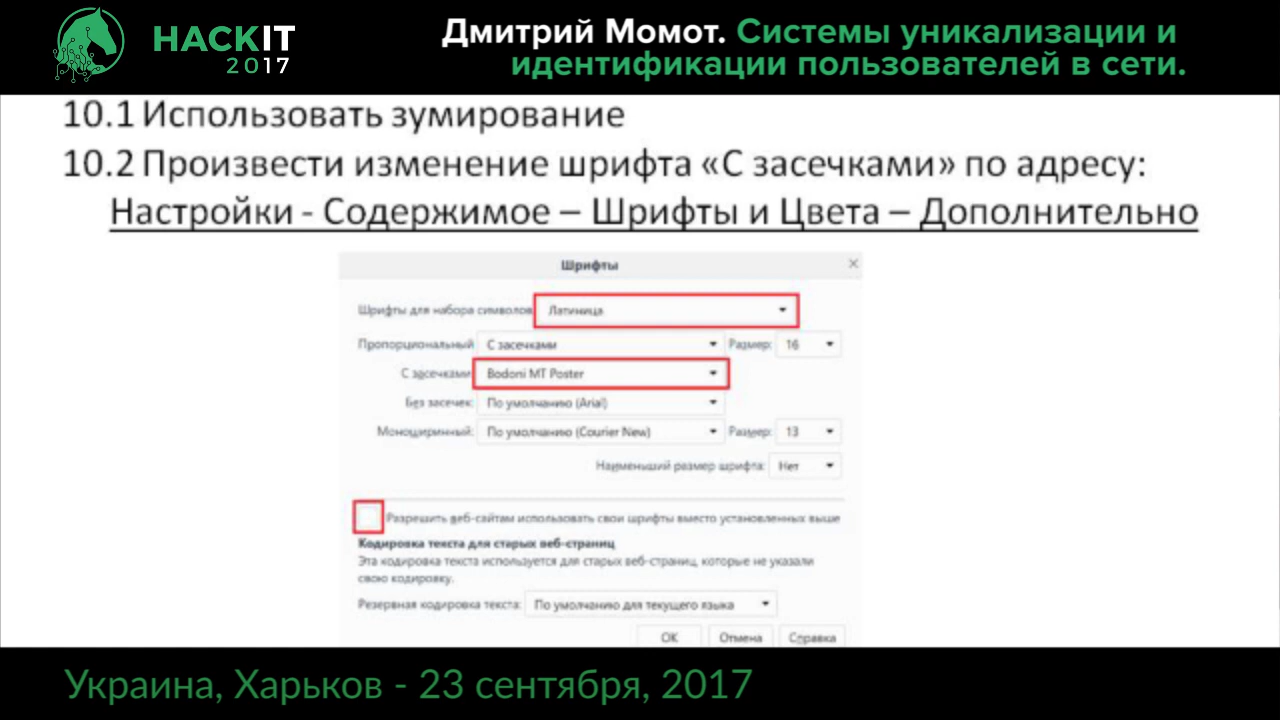 HACKIT
2017
Дмитрий Момот. Системы уникализации и
идентификации пользователей в сети.
10.1 Использовать зумирование
10.2 Произвести изменение шрифта «С засечками» по адресу:
Настройки - Содержимое – Шрифты и Цвета – Дополнительно
Шрифты
Шрифты для набора символов Латиница
Пропорциональный С засечками Размер: 16
С засечками Bodoni MT Poster
Без засечек: По умолчанию (Arial)
Моноширинный: По умолчанию (Courier New) Размер: 13
Наименьший размер шрифта: Нет
Разрешить веб-сайтам использовать свои шрифты вместо установленных выше
Кодировка текста для старых веб-страниц
Эта кодировка текста используется для старых веб-страниц, которые не указали
свою кодировку.
Резервная кодировка текста: По умолчанию для текущего языка
OK Отмена Справка
Украина, Харьков - 23 сентября, 2017